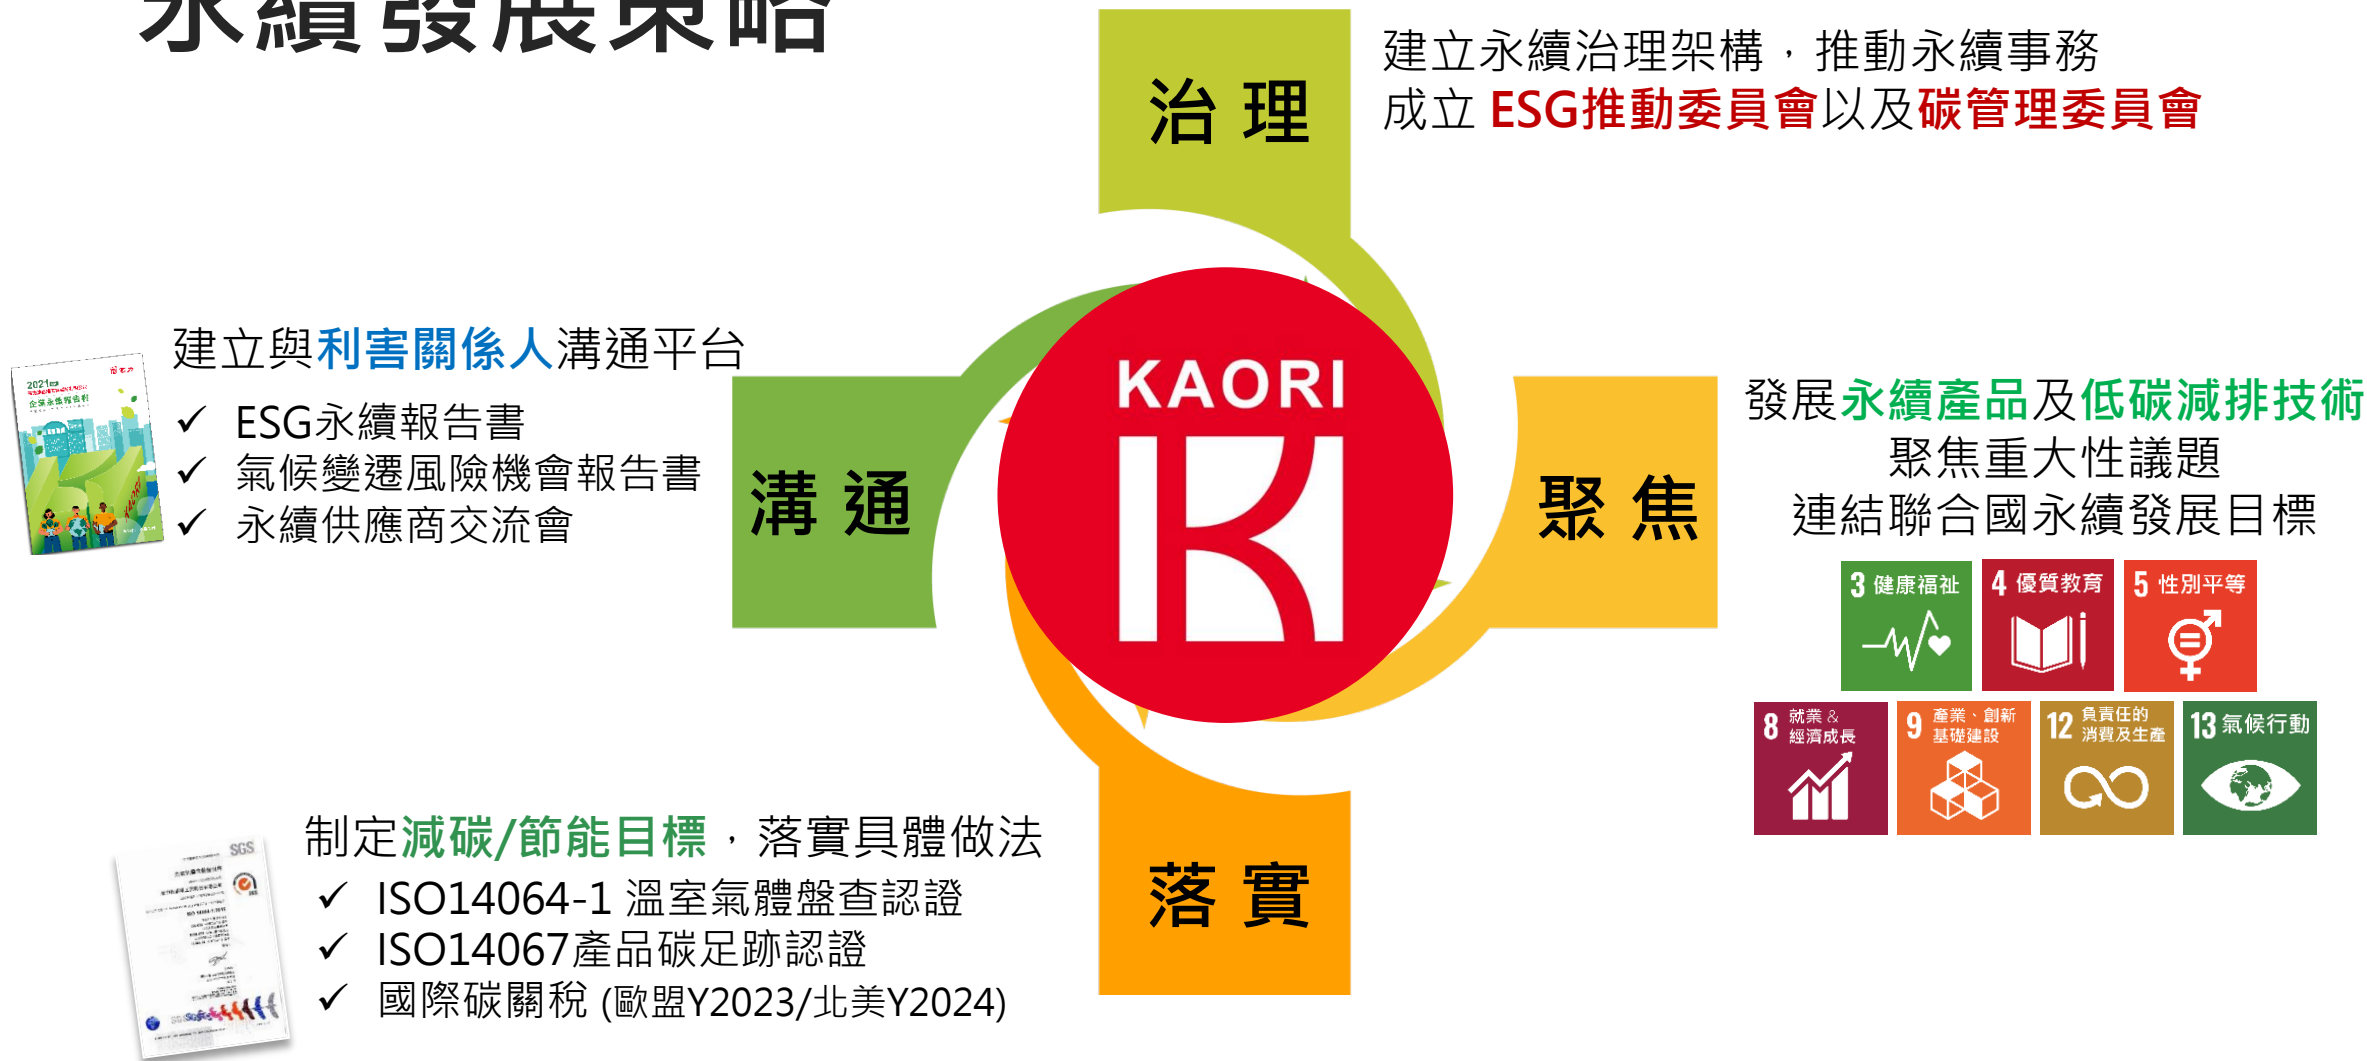 永續發展策略
治 理
建立永續治理架構，推動永續事務
成立 ESG推動委員會以及碳管理委員會
建立與利害關係人溝通平台
✓ ESG永續報告書
✓ 氣候變遷風險機會報告書
✓ 永續供應商交流會
2021
企業永續報告書
KAORI
溝 通
KAORI
聚 焦
發展永續產品及低碳減排技術
聚焦重大性議題
連結聯合國永續發展目標
3 健康福祉
4 優質教育
5 性別平等
8 就業 &
經濟成長
9 產業、創新
基礎建設
12 負責任的
消費及生產
13 氣候行動
制定減碳/節能目標，落實具體做法
✓ ISO14064-1 溫室氣體盤查認證
✓ ISO14067產品碳足跡認證
✓ 國際碳關稅 (歐盟Y2023/北美Y2024)
SGS
落 實